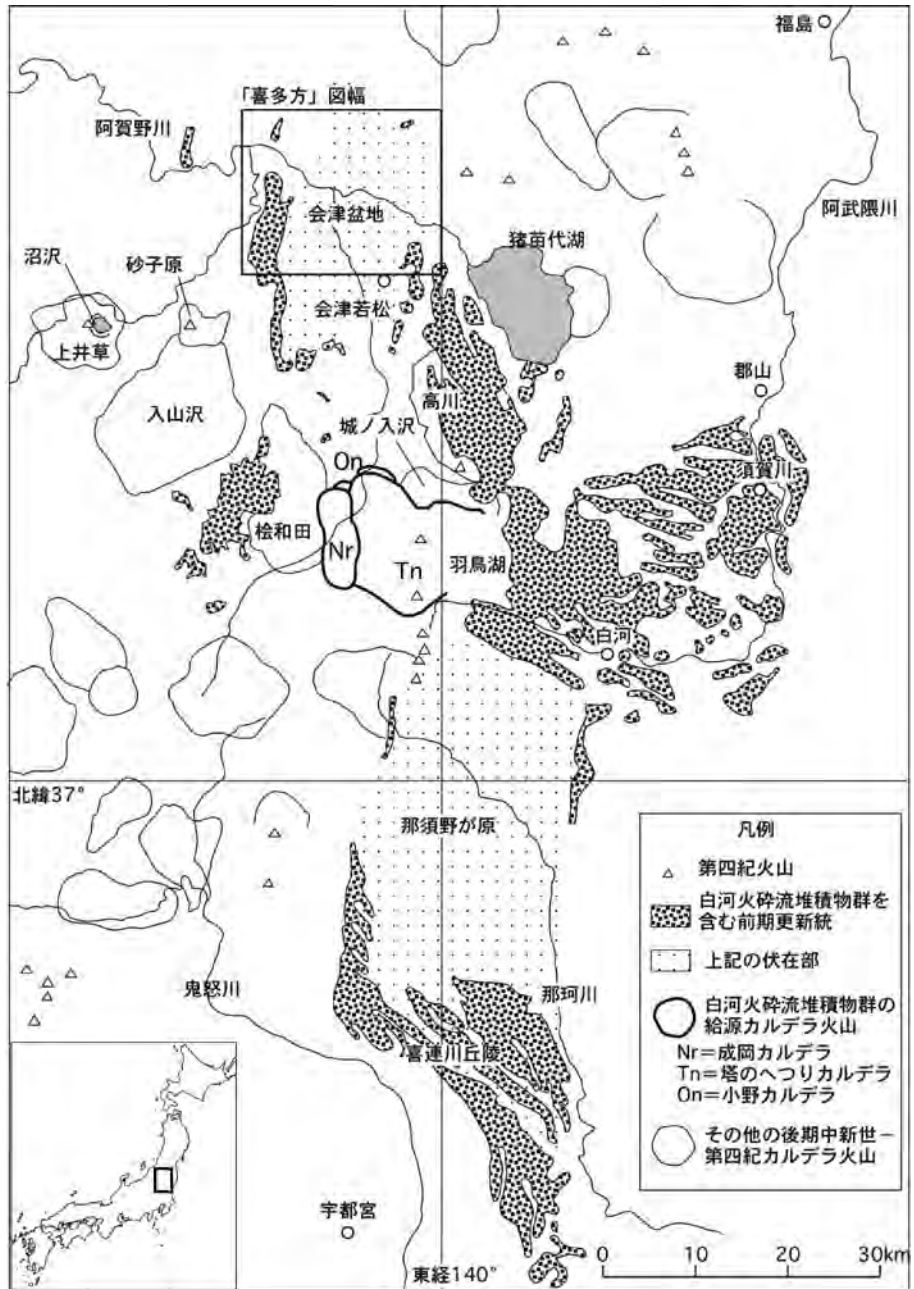 福島
「喜多方」図幅
阿賀野川
会津盆地
阿武隈川
猪苗代湖
沼沢
砂子原
会津若松
上井草
郡山
高川
入山沢
城ノ入沢
須賀川
On
桧和田
Nr
羽鳥湖
Tn
白河
北緯37°
那須野が原
凡例
第四紀火山
白河火砕流堆積物群を
含む前期更新統
上記の伏在部
白河火砕流堆積物群の
給源カルデラ火山
Nr=成岡カルデラ
Tn=塔のへつりカルデラ
On=小野カルデラ
その他の後期中新世−
第四紀カルデラ火山
鬼怒川
那珂川
喜連川丘陵
宇都宮
0 10 20 30km
東経140°